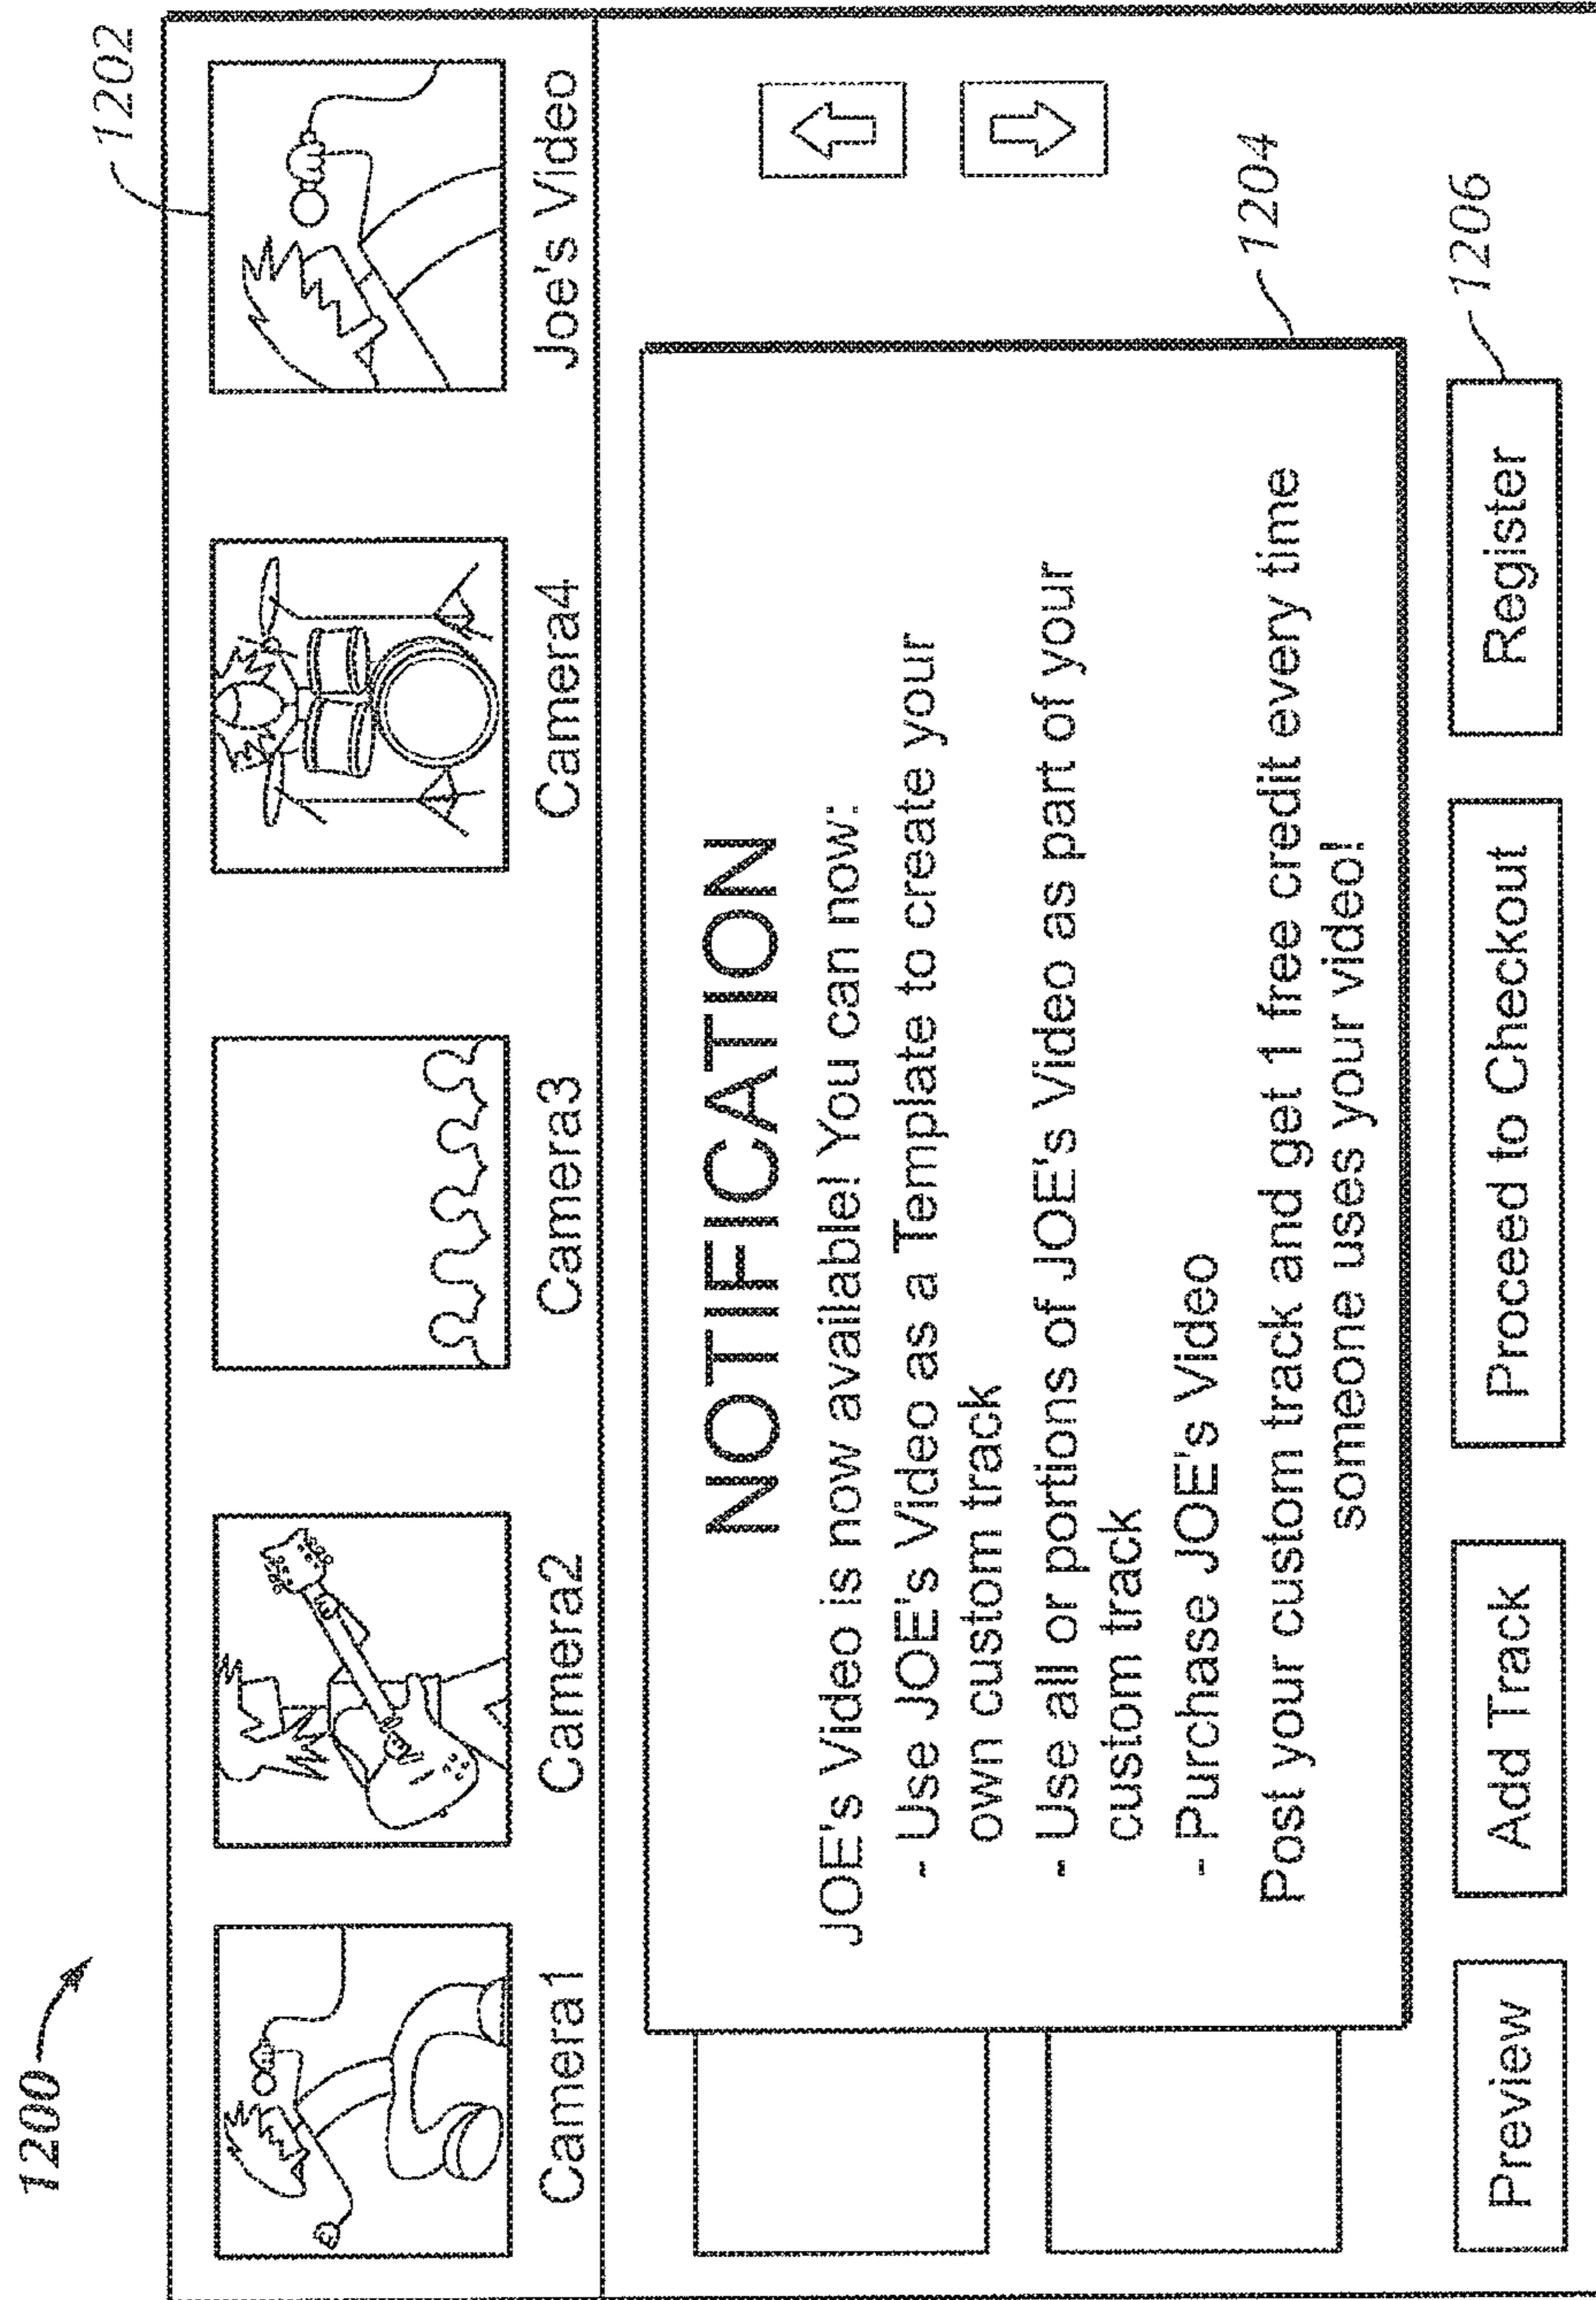 1200
1202
Camera1
Camera2
Camera3
Camera4
Joe's Video
NOTIFICATION
JOE's Video is now available! You can now:
- Use JOE's Video as a Template to create your
own custom track
- Use all or portions of JOE's Video as part of your
custom track
- Purchase JOE's Video
Post your custom track and get 1 free credit every time
someone uses your video!
1204
Preview
Add Track
Proceed to Checkout
Register
1206